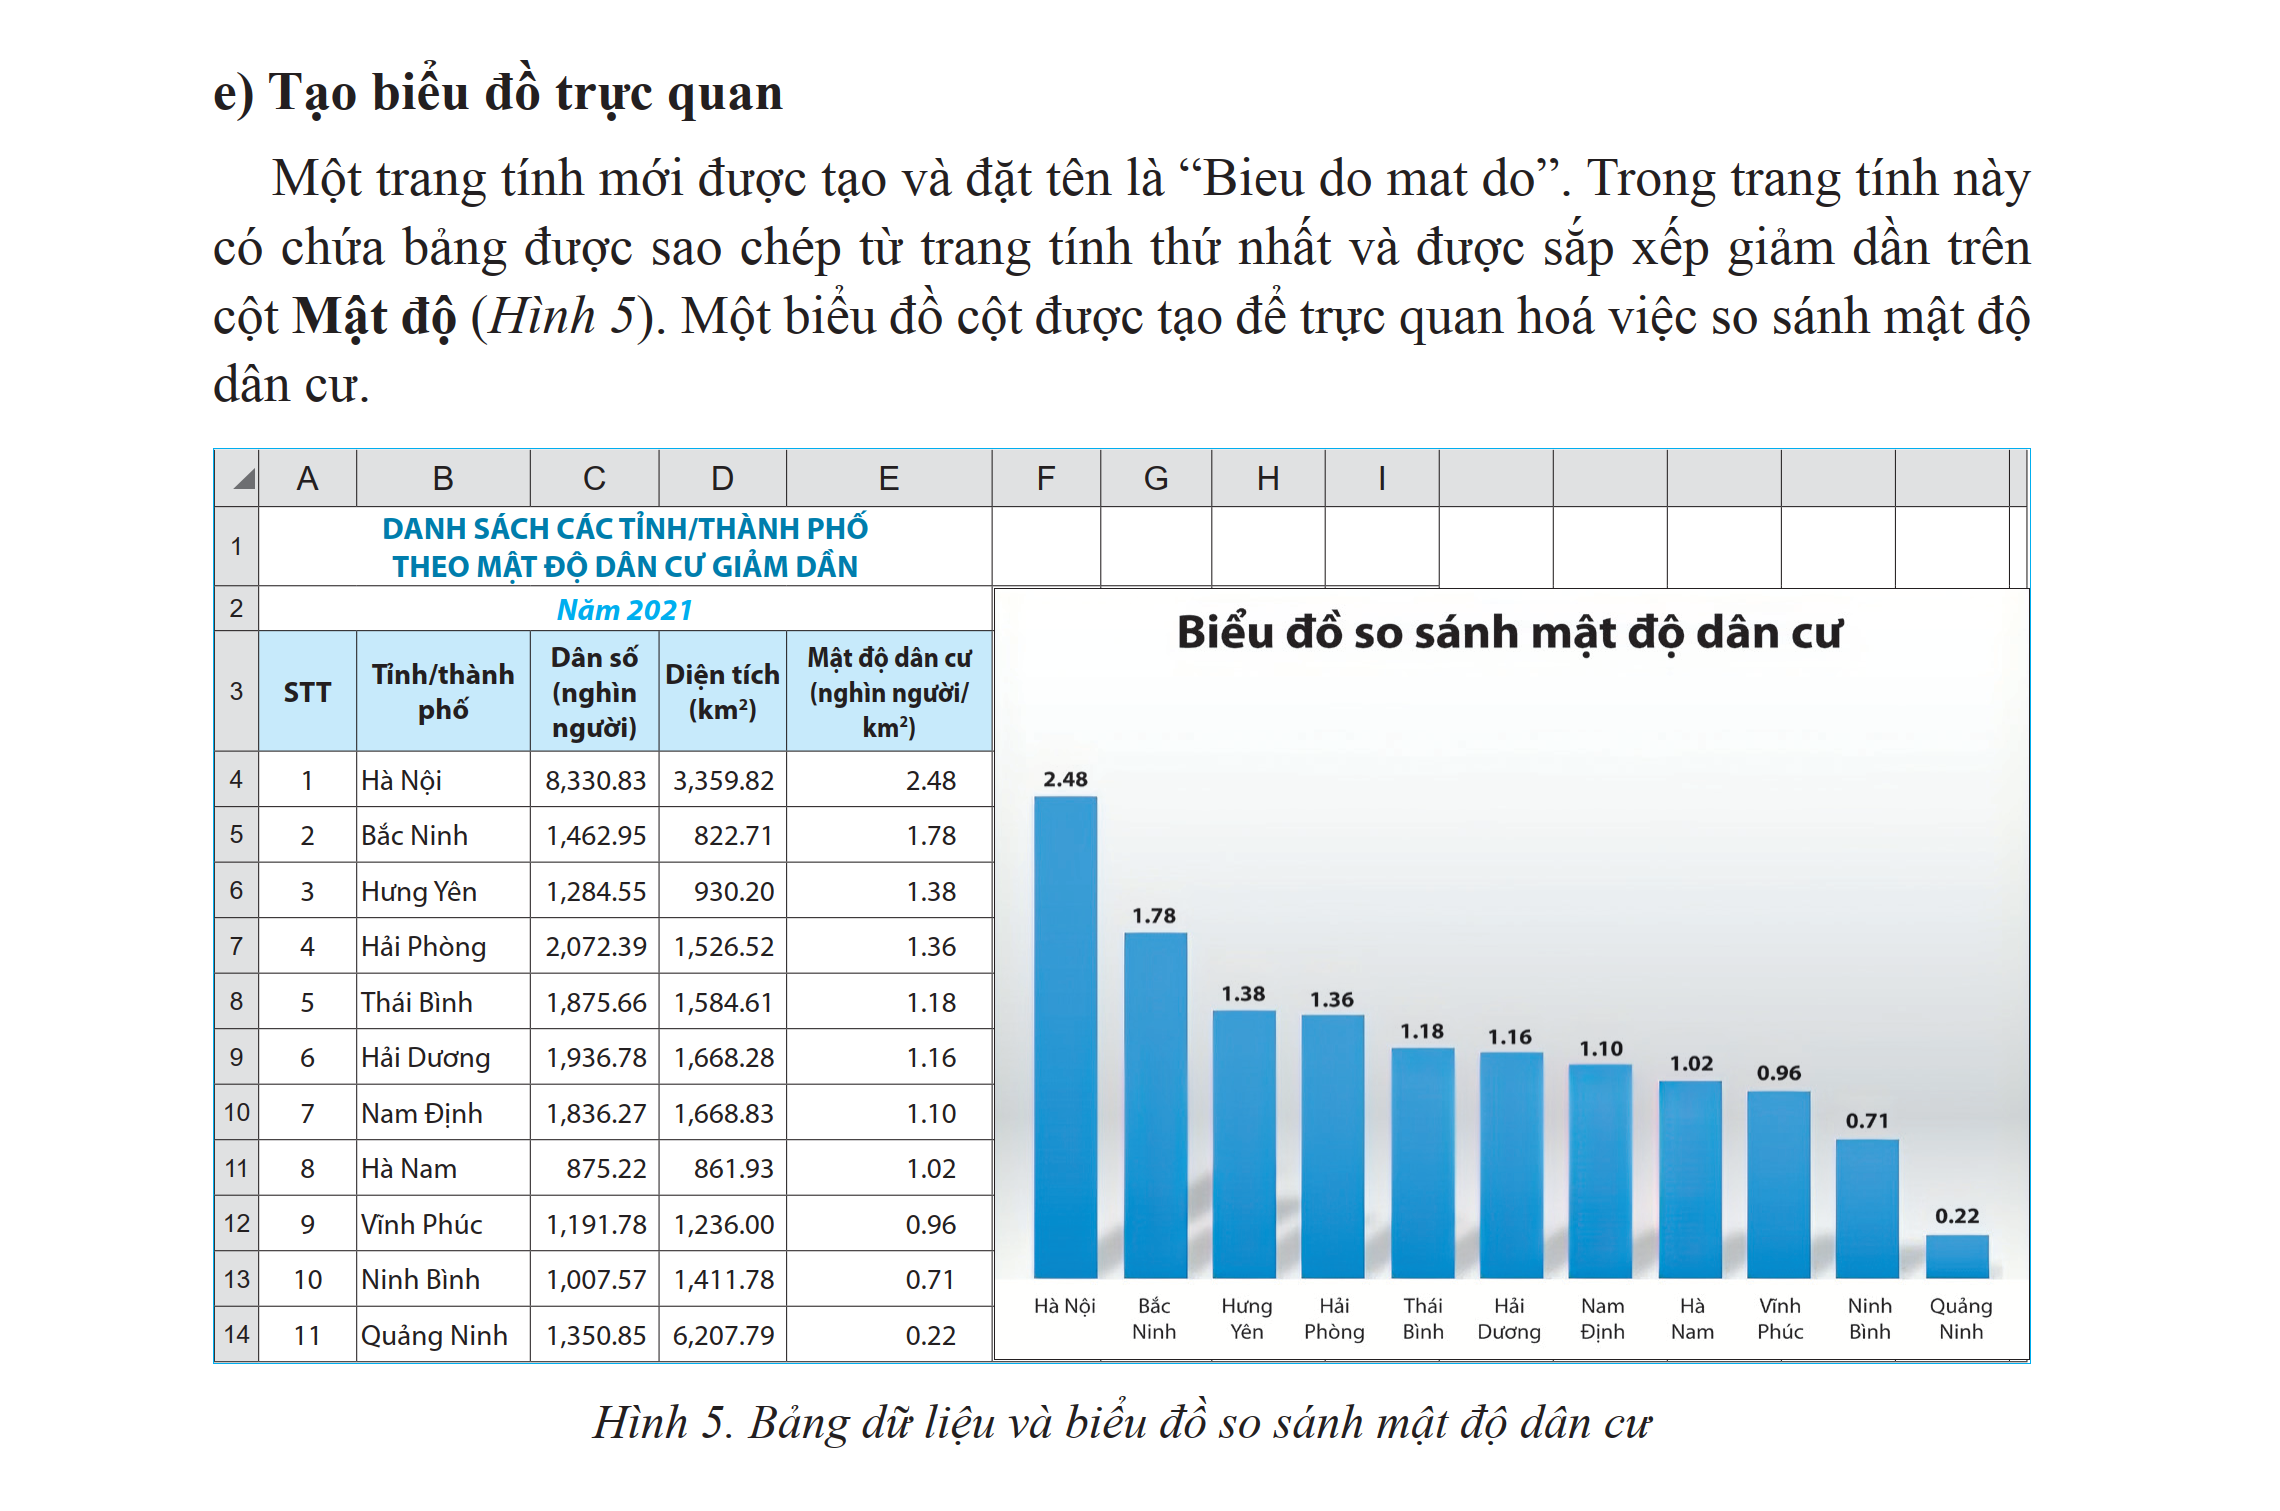 e) Tạo biểu đồ trực quan
Một trang tính mới được tạo và đặt tên là “Bieu do mat do”. Trong trang tính này
có chứa bảng được sao chép từ trang tính thứ nhất và được sắp xếp giảm dần trên
cột Mật độ (Hình 5). Một biểu đồ cột được tạo để trực quan hoá việc so sánh mật độ
dân cư.
A B C D E F G H I
1 DANH SÁCH CÁC TỈNH/THÀNH PHỐ
THEO MẬT ĐỘ DÂN CƯ GIẢM DẦN
2 Năm 2021
3 STT Tỉnh/thành phố Dân số (nghìn người) Diện tích (km²) Mật độ dân cư (nghìn người/km²)
4 1 Hà Nội 8,330.83 3,359.82 2.48
5 2 Bắc Ninh 1,462.95 822.71 1.78
6 3 Hưng Yên 1,284.55 930.20 1.38
7 4 Hải Phòng 2,072.39 1,526.52 1.36
8 5 Thái Bình 1,875.66 1,584.61 1.18
9 6 Hải Dương 1,936.78 1,668.28 1.16
10 7 Nam Định 1,836.27 1,668.83 1.10
11 8 Hà Nam 875.22 861.93 1.02
12 9 Vĩnh Phúc 1,191.78 1,236.00 0.96
13 10 Ninh Bình 1,007.57 1,411.78 0.71
14 11 Quảng Ninh 1,350.85 6,207.79 0.22
Biểu đồ so sánh mật độ dân cư
2.48 1.78 1.38 1.36 1.18 1.16 1.10 1.02 0.96 0.71 0.22
Hà Nội Bắc Ninh Hưng Yên Hải Phòng Thái Bình Hải Dương Nam Định Hà Nam Vĩnh Phúc Ninh Bình Quảng Ninh
Hình 5. Bảng dữ liệu và biểu đồ so sánh mật độ dân cư